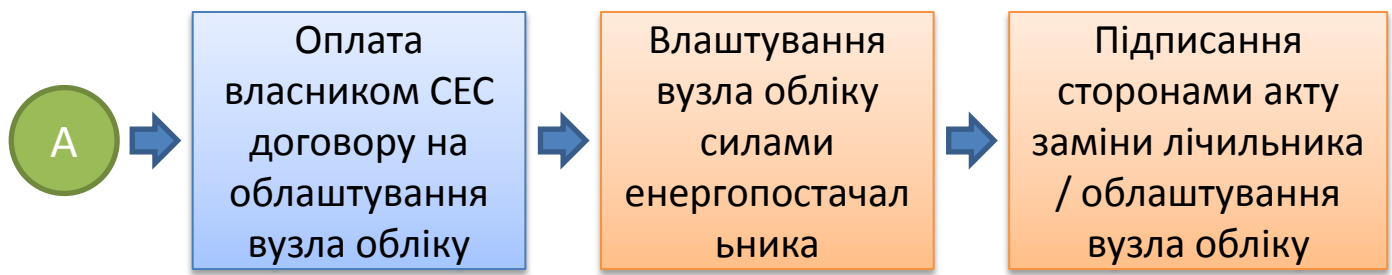 А
Оплата
власником СЕС
договору на
облаштування
вузла обліку
Влаштування
вузла обліку
силами
енергопостачал
ьника
Підписання
сторонами акту
заміни лічильника
/ облаштування
вузла обліку